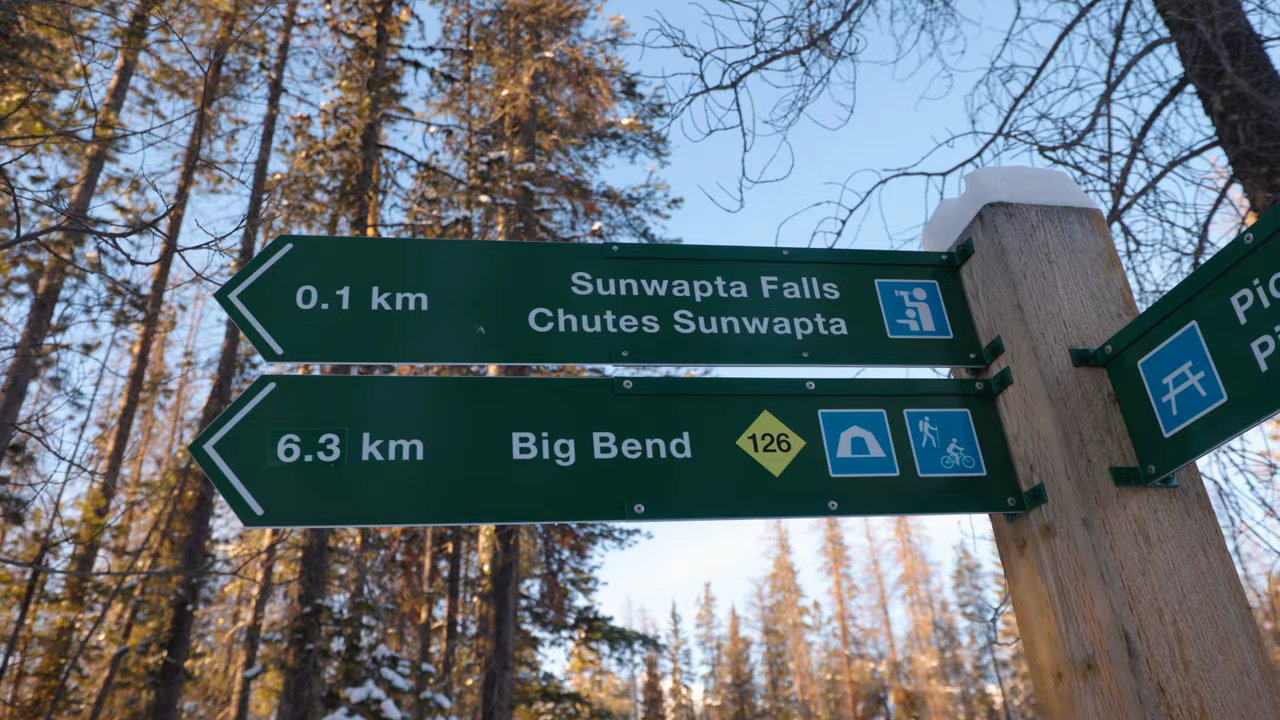 0.1 km
Sunwapta Falls
Chutes Sunwapta
6.3 km
Big Bend
126